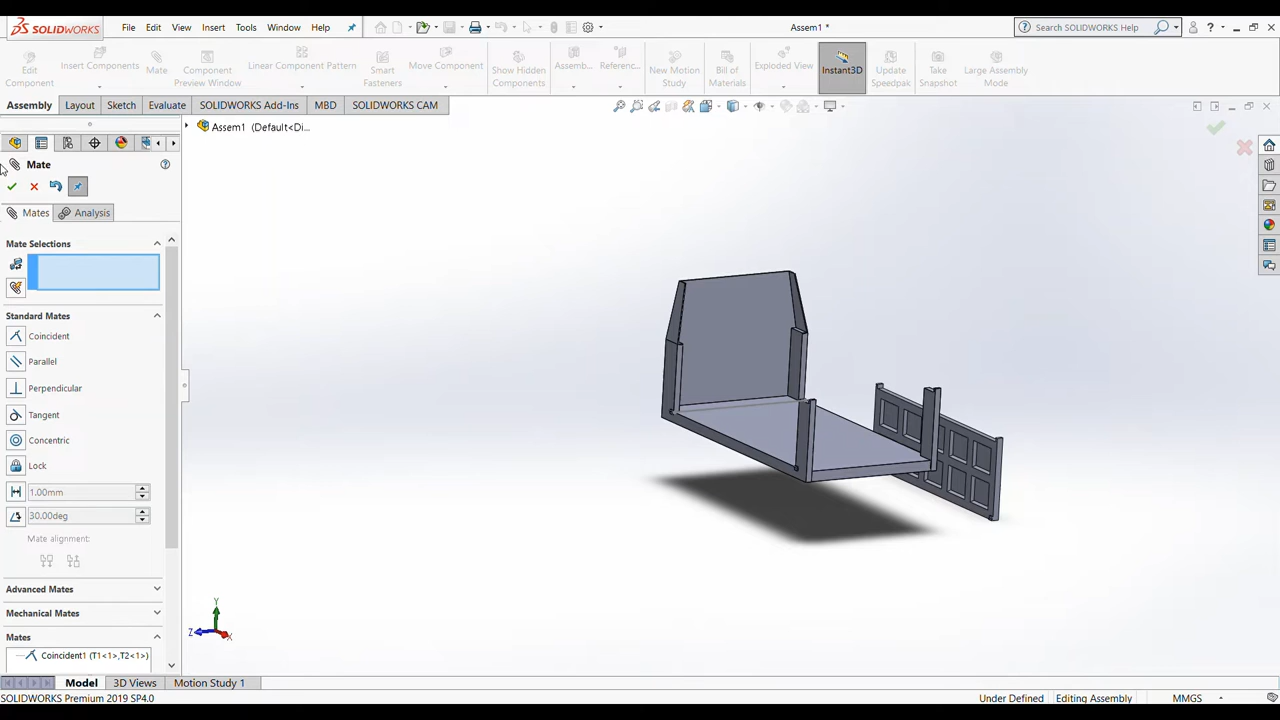 SOLIDWORKS File Edit View Insert Tools Window Help Assem1 * Search SOLIDWORKS Help ?
Edit Component
Insert Components
Mate
Component Preview Window
Linear Component Pattern
Smart Fasteners
Move Component
Show Hidden Components
Assemb...
Referenc...
New Motion Study
Bill of Materials
Exploded View
Instant3D
Update Speedpak
Take Snapshot
Large Assembly Mode
Assembly Layout Sketch Evaluate SOLIDWORKS Add-Ins MBD SOLIDWORKS CAM
Assem1 (Default<Di...
Mate
Mates Analysis
Mate Selections
Standard Mates
Coincident
Parallel
Perpendicular
Tangent
Concentric
Lock
1.00mm
30.00deg
Mate alignment:
Advanced Mates
Mechanical Mates
Mates
Coincident1 (T1<1>,T2<1>)
Y
Z
X
Model 3D Views Motion Study 1
SOLIDWORKS Premium 2019 SP4.0 Under Defined Editing Assembly MMGS